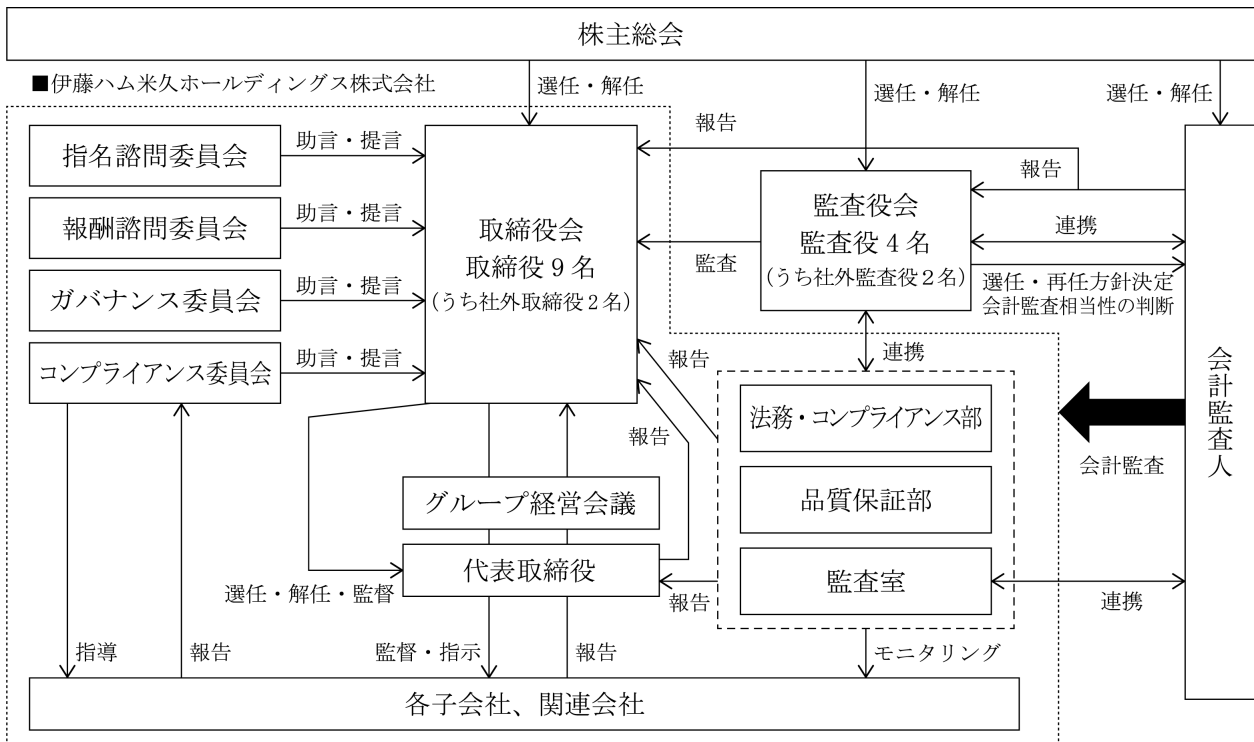 株主総会
■伊藤ハム米久ホールディングス株式会社
選任・解任
選任・解任
選任・解任
指名諮問委員会
助言・提言
報酬諮問委員会
助言・提言
ガバナンス委員会
助言・提言
コンプライアンス委員会
助言・提言
取締役会
取締役9名
(うち社外取締役2名)
報告
監査
監査役会
監査役4名
(うち社外監査役2名)
報告
連携
選任・再任方針決定
会計監査相当性の判断
連携
報告
報告
法務・コンプライアンス部
品質保証部
監査室
会計監査人
会計監査
グループ経営会議
代表取締役
選任・解任・監督
報告
連携
指導
報告
監督・指示
報告
モニタリング
各子会社、関連会社